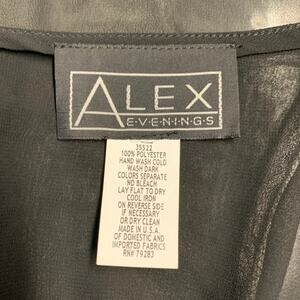 ALEX
E·V·E·N·I·N·G·S
35522
100% POLYESTER
HAND WASH COLD
WASH DARK
COLORS SEPARATE
NO BLEACH
LAY FLAT TO DRY
COOL IRON
ON REVERSE SIDE
IF NECESSARY
OR DRY CLEAN
MADE IN U.S.A.
OF DOMESTIC AND
IMPORTED FABRICS
RN# 79283